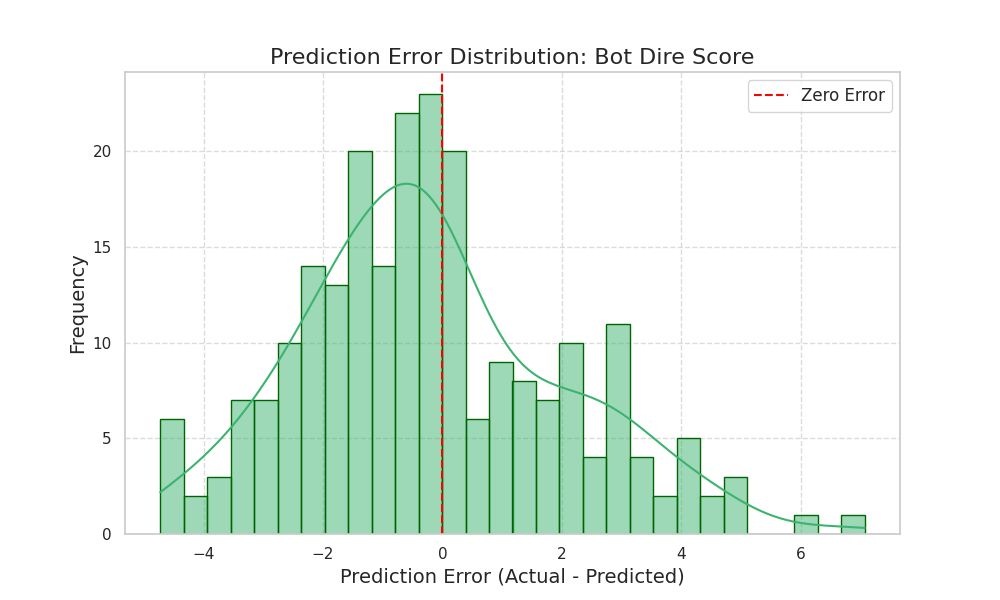 Prediction Error Distribution: Bot Dire Score
Zero Error
Frequency
20
15
10
5
0
−4
−2
0
2
4
6
Prediction Error (Actual - Predicted)